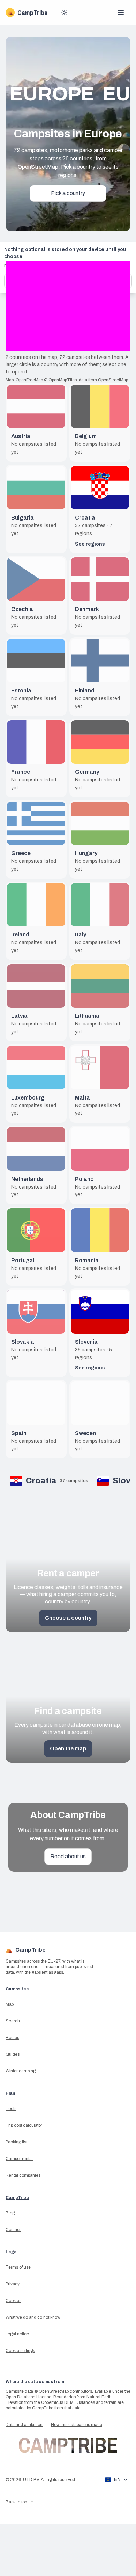 CampTribe
EUROPE EU
Campsites in Europe
72 campsites, motorhome parks and camper
stops across 26 countries, from
OpenStreetMap. Pick a country to see its
regions.
Pick a country
Nothing optional is stored on your device until you
choose
2 countries on the map, 72 campsites between them. A
larger circle is a country with more of them; select one
to open it.
Map: OpenFreeMap © OpenMapTiles, data from OpenStreetMap.
Austria
No campsites listed
yet
Belgium
No campsites listed
yet
Bulgaria
No campsites listed
yet
Croatia
37 campsites · 7
regions
See regions
Czechia
No campsites listed
yet
Denmark
No campsites listed
yet
Estonia
No campsites listed
yet
Finland
No campsites listed
yet
France
No campsites listed
yet
Germany
No campsites listed
yet
Greece
No campsites listed
yet
Hungary
No campsites listed
yet
Ireland
No campsites listed
yet
Italy
No campsites listed
yet
Latvia
No campsites listed
yet
Lithuania
No campsites listed
yet
Luxembourg
No campsites listed
yet
Malta
No campsites listed
yet
Netherlands
No campsites listed
yet
Poland
No campsites listed
yet
Portugal
No campsites listed
yet
Romania
No campsites listed
yet
Slovakia
No campsites listed
yet
Slovenia
35 campsites · 5
regions
See regions
Spain
No campsites listed
yet
Sweden
No campsites listed
yet
Croatia 37 campsites Slov
Rent a camper
Licence classes, weights, tolls and insurance
— what hiring a camper commits you to,
country by country.
Choose a country
Find a campsite
Every campsite in our database on one map,
with what is around it.
Open the map
About CampTribe
What this site is, who makes it, and where
every number on it comes from.
Read about us
CampTribe
Campsites across the EU-27, with what is
around each one — measured from published
data, with the gaps left as gaps.
Campsites
Map
Search
Routes
Guides
Winter camping
Plan
Tools
Trip cost calculator
Packing list
Camper rental
Rental companies
CampTribe
Blog
Contact
Legal
Terms of use
Privacy
Cookies
What we do and do not know
Legal notice
Cookie settings
Where the data comes from
Campsite data © OpenStreetMap contributors, available under the
Open Database License. Roundaries from Natural Earth.
Elevation from the Copernicus DEM. Distances and terrain are
calculated by CampTribe from that data.
Data and attribution How this database is made
CAMPTRIBE
© 2026. UTD BV. All rights reserved.
EN
Back to top